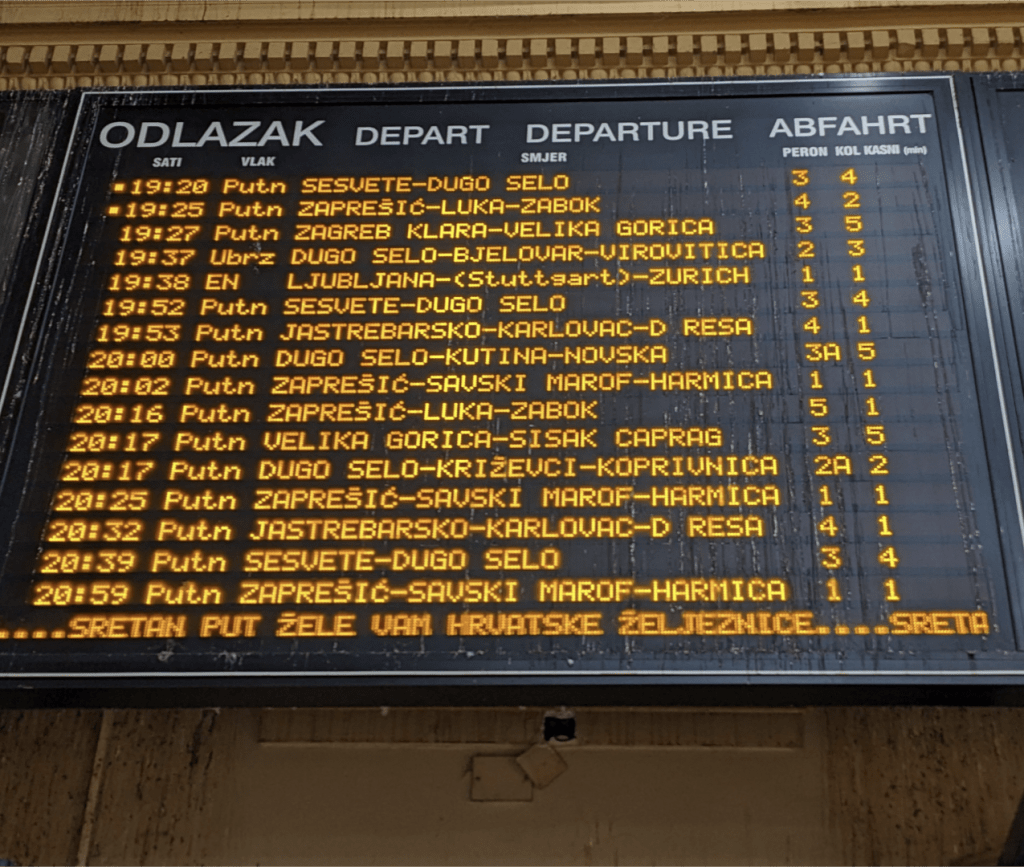 ODLAZAK DEPART DEPARTURE ABFAHRT
SATI VLAK SMJER PERON KOL KASNI (min)
19:20 Putn SESVETE-DUGO SELO 3 4
19:25 Putn ZAPREŠIĆ-LUKA-ZABOK 4 2
19:27 Putn ZAGREB KLARA-VELIKA GORICA 3 5
19:37 Ubrz DUGO SELO-BJELOVAR-VIROVITICA 2 3
19:38 EN LJUBLJANA-(Stuttgart)-ZURICH 1 1
19:52 Putn SESVETE-DUGO SELO 3 4
19:53 Putn JASTREBARSKO-KARLOVAC-D RESA 4 1
20:00 Putn DUGO SELO-KUTINA-NOVSKA 3A 5
20:02 Putn ZAPREŠIĆ-SAVSKI MAROF-HARMICA 1 1
20:16 Putn ZAPREŠIĆ-LUKA-ZABOK 5 1
20:17 Putn VELIKA GORICA-SISAK CAPRAG 3 5
20:17 Putn DUGO SELO-KRIŽEVCI-KOPRIVNICA 2A 2
20:25 Putn ZAPREŠIĆ-SAVSKI MAROF-HARMICA 1 1
20:32 Putn JASTREBARSKO-KARLOVAC-D RESA 4 1
20:39 Putn SESVETE-DUGO SELO 3 4
20:59 Putn ZAPREŠIĆ-SAVSKI MAROF-HARMICA 1 1
....SRETAN PUT ŽELE VAM HRVATSKE ŽELJEZNICE....SRETA